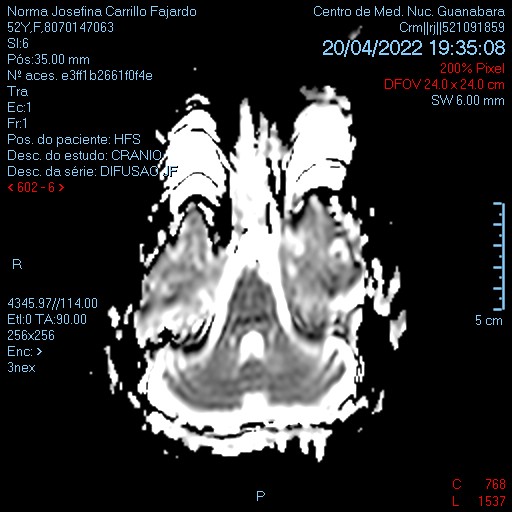 Norma Josefina Carrillo Fajardo
52Y,F,8070147063
SI:6
Pós:35.00 mm
Nº aces. e3ff1b2661f0f4e
Tra
Ec:1
Fr:1
Pos. do paciente: HFS
Desc. do estudo: CRANIO
Desc. da série: DIFUSAO JF
< 602 - 6 >
Centro de Med. Nuc. Guanabara
Crm||rj||521091859
20/04/2022 19:35:08
200% Pixel
DFOV 24.0 x 24.0 cm
SW 6.00 mm
R
5 cm
4345.97//114.00
Etl:0 TA:90.00
256x256
Enc: >
3nex
P
C 768
L 1537